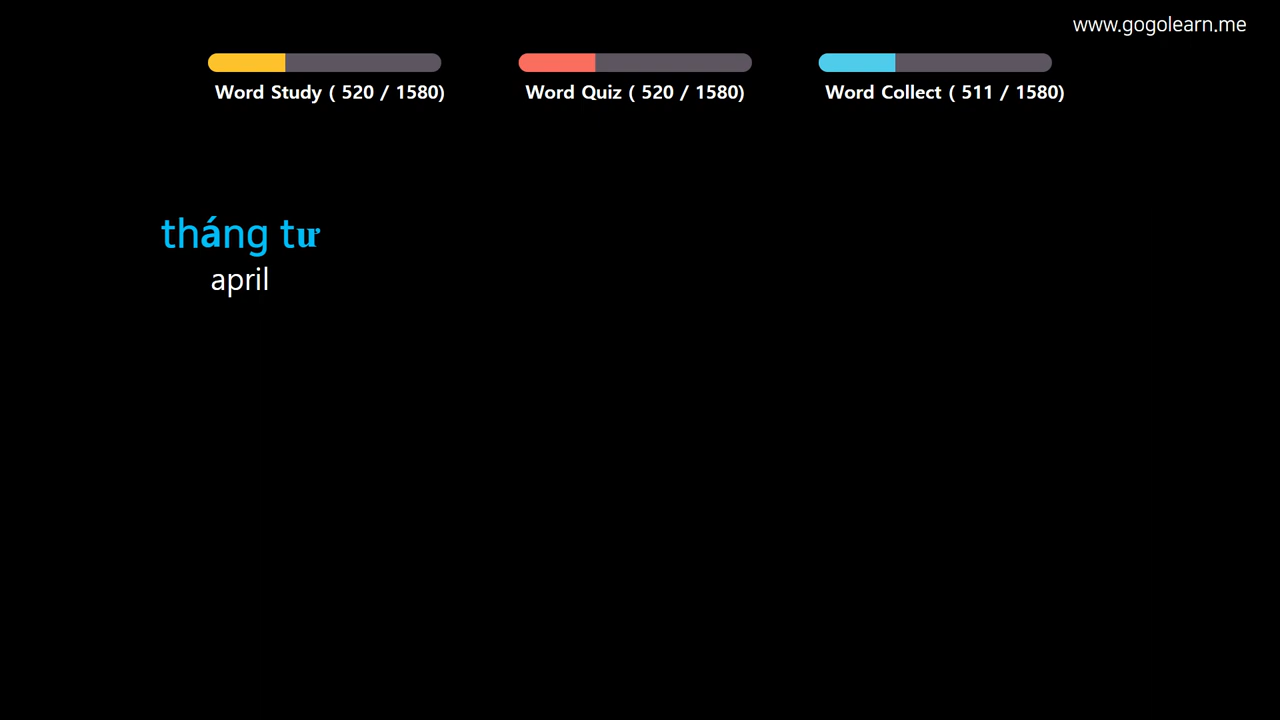 www.gogolearn.me
Word Study ( 520 / 1580)
Word Quiz ( 520 / 1580)
Word Collect ( 511 / 1580)
tháng tư
april